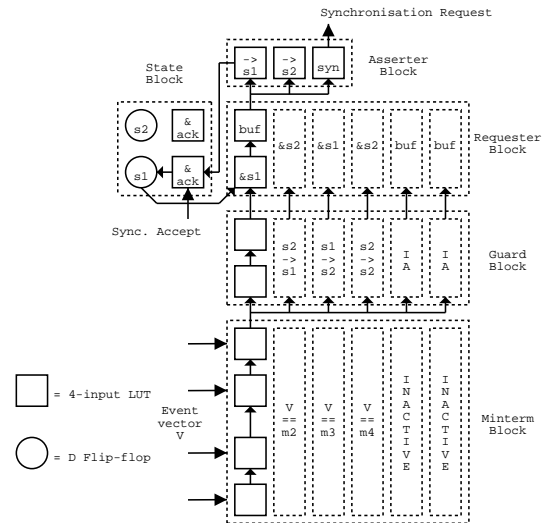 Synchronisation Request
State
Block
->
s1
->
s2
syn
Asserter
Block
s2
&
ack
buf
&s2
&s1
&s2
buf
buf
Requester
Block
s1
&
ack
&s1
Sync. Accept
s2
->
s1
s1
->
s2
s2
->
s2
I
A
I
A
Guard
Block
= 4-input LUT
= D Flip-flop
Event
vector
V
V
==
m2
V
==
m3
V
==
m4
I
N
A
C
T
I
V
E
I
N
A
C
T
I
V
E
Minterm
Block